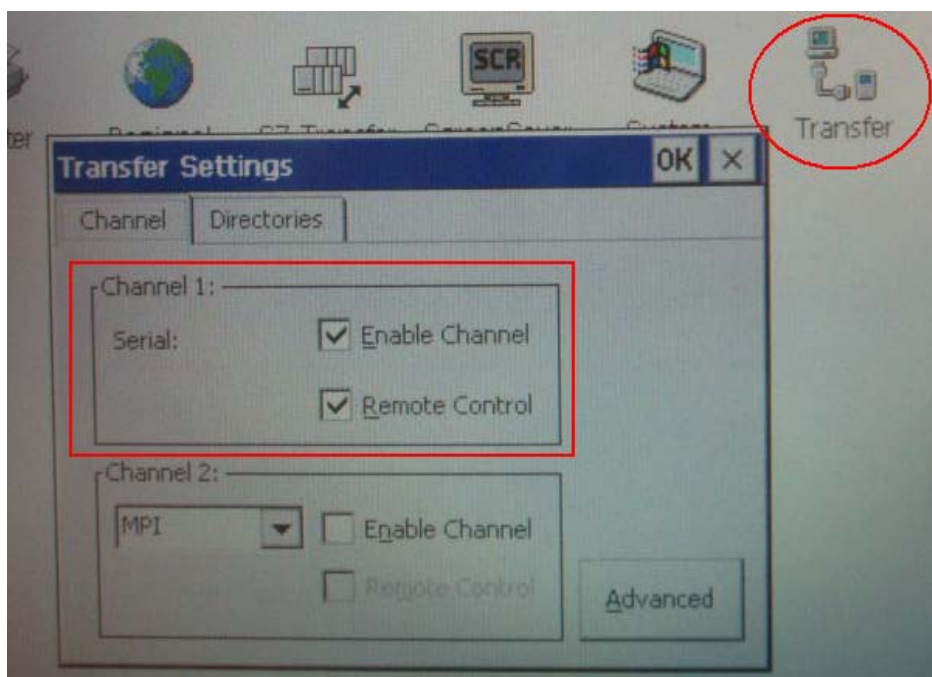 SCR
Transfer
Transfer Settings
OK ×
Channel Directories
Channel 1:
Serial: Enable Channel
Remote Control
Channel 2:
MPI Enable Channel
Remote Control
Advanced